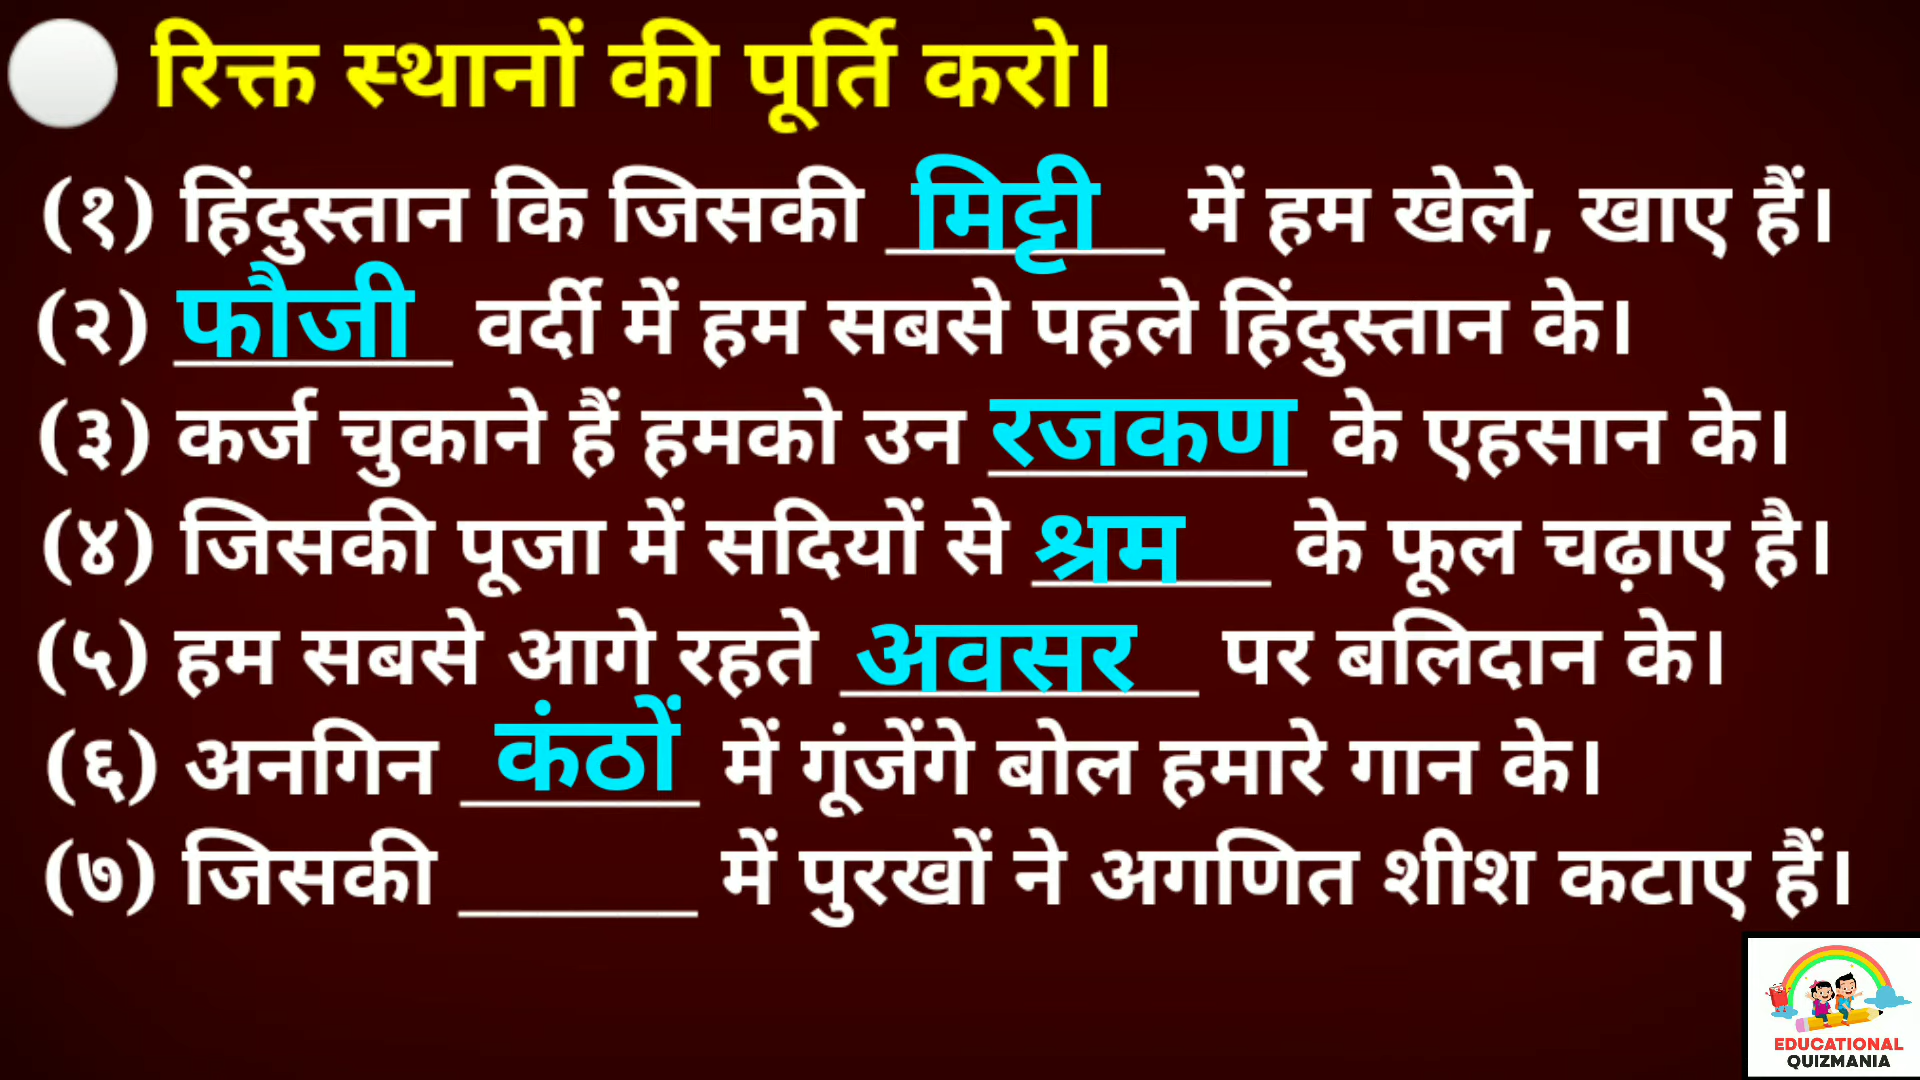 रिक्त स्थानों की पूर्ति करो।
(१) हिंदुस्तान कि जिसकी मिट्टी में हम खेले, खाए हैं।
(२) फौजी वर्दी में हम सबसे पहले हिंदुस्तान के।
(३) कर्ज चुकाने हैं हमको उन रजकण के एहसान के।
(४) जिसकी पूजा में सदियों से श्रम के फूल चढ़ाए है।
(५) हम सबसे आगे रहते अवसर पर बलिदान के।
(६) अनगिन कंठों में गूंजेंगे बोल हमारे गान के।
(७) जिसकी ______ में पुरखों ने अगणित शीश कटाए हैं।
EDUCATIONAL
QUIZMANIA